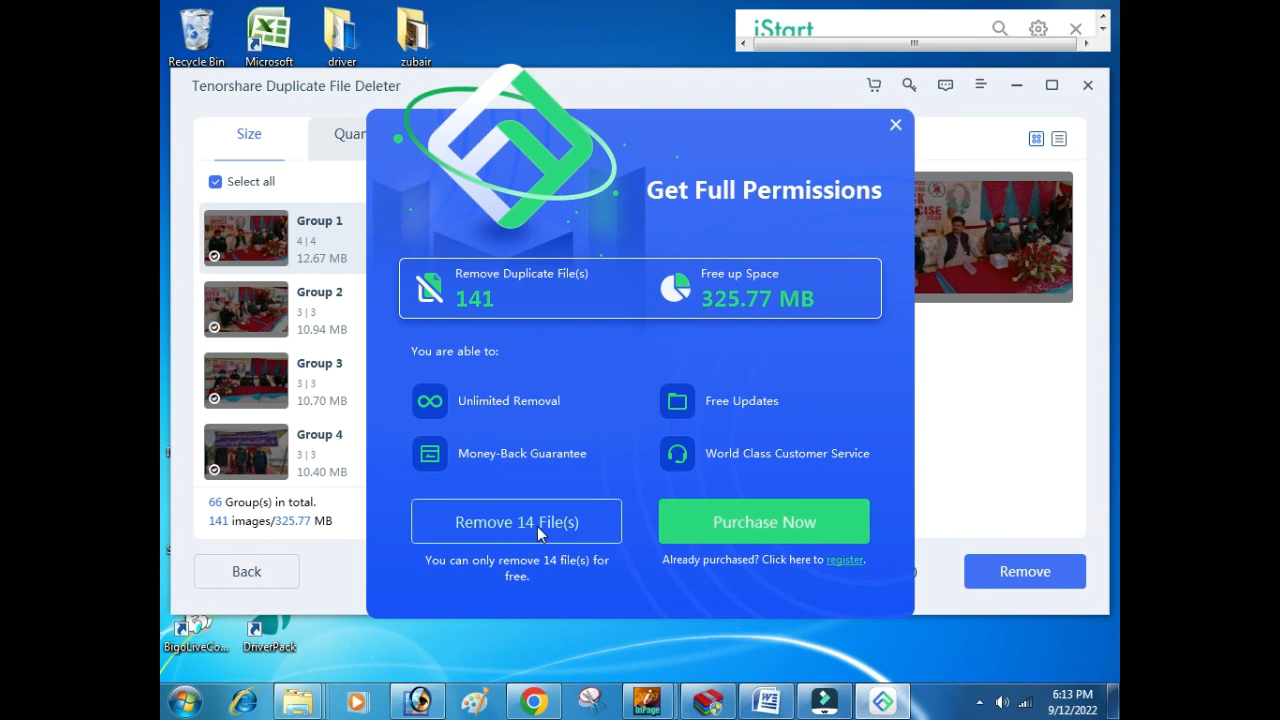 Recycle Bin
Microsoft
driver
zubair
iStart
Tenorshare Duplicate File Deleter
Size
Quan
Select all
Group 1
4 | 4
12.67 MB
Group 2
3 | 3
10.94 MB
Group 3
3 | 3
10.70 MB
Group 4
3 | 3
10.40 MB
66 Group(s) in total.
141 images/325.77 MB
Back
Remove
Get Full Permissions
Remove Duplicate File(s)
141
Free up Space
325.77 MB
You are able to:
Unlimited Removal
Free Updates
Money-Back Guarantee
World Class Customer Service
Remove 14 File(s)
Purchase Now
You can only remove 14 file(s) for
free.
Already purchased? Click here to register.
BigoLiveCo...
DriverPack
InPage
6:13 PM
9/12/2022